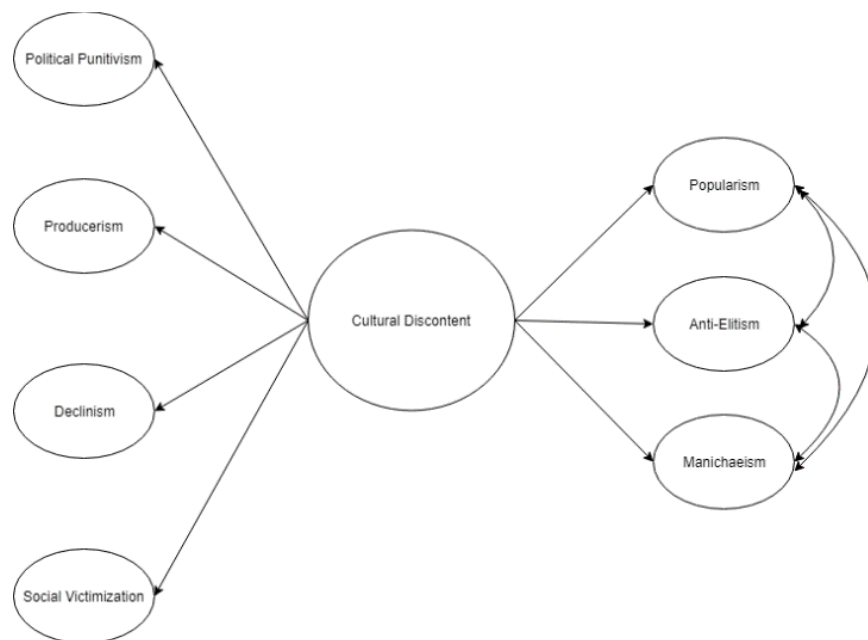 Political Punitivism
Producerism
Declinism
Social Victimization
Cultural Discontent
Popularism
Anti-Elitism
Manichaeism